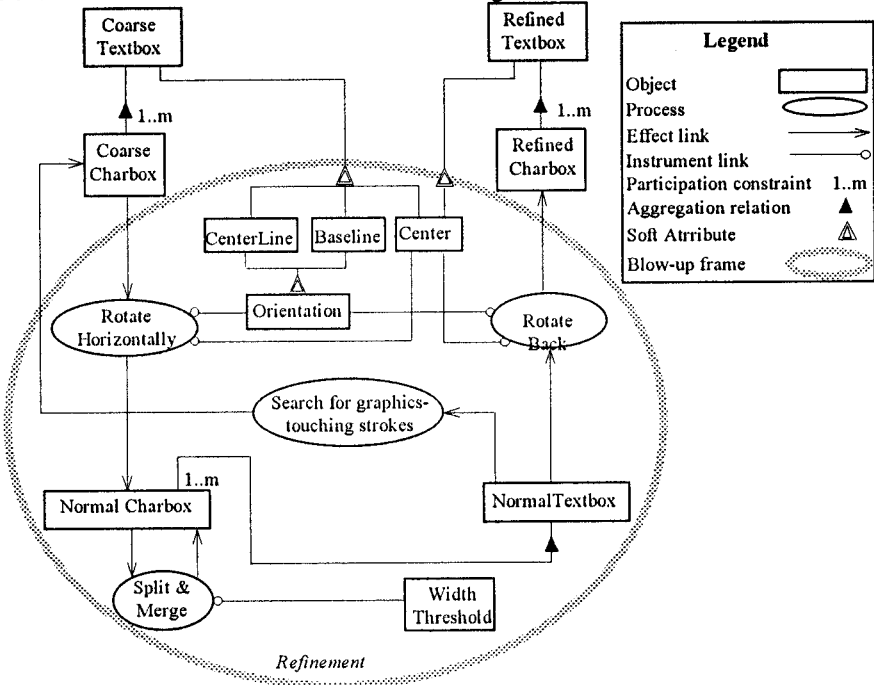 Coarse
Textbox
Refined
Textbox
1..m
1..m
Coarse
Charbox
Refined
Charbox
CenterLine
Baseline
Center
Orientation
Rotate
Horizontally
Rotate
Back
Search for graphics-
touching strokes
1..m
Normal Charbox
NormalTextbox
Split &
Merge
Width
Threshold
Refinement
Legend
Object
Process
Effect link
Instrument link
Participation constraint 1..m
Aggregation relation
Soft Atrribute
Blow-up frame